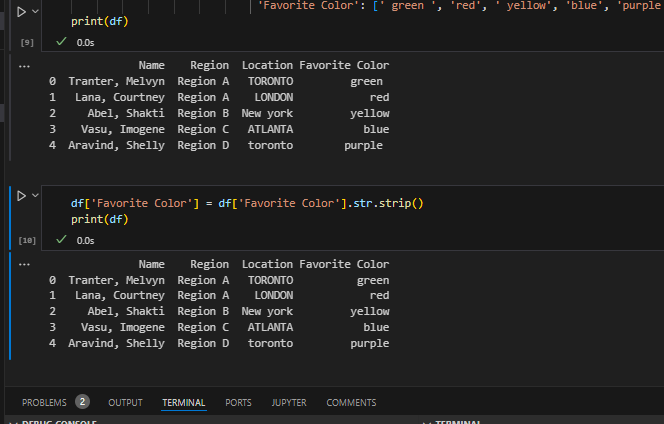 'Favorite Color': [' green ', 'red', ' yellow', 'blue', 'purple
print(df)
[9] 0.0s
... Name Region Location Favorite Color
0 Tranter, Melvyn Region A TORONTO green
1 Lana, Courtney Region A LONDON red
2 Abel, Shakti Region B New york yellow
3 Vasu, Imogene Region C ATLANTA blue
4 Aravind, Shelly Region D toronto purple
df['Favorite Color'] = df['Favorite Color'].str.strip()
print(df)
[10] 0.0s
... Name Region Location Favorite Color
0 Tranter, Melvyn Region A TORONTO green
1 Lana, Courtney Region A LONDON red
2 Abel, Shakti Region B New york yellow
3 Vasu, Imogene Region C ATLANTA blue
4 Aravind, Shelly Region D toronto purple
PROBLEMS 2 OUTPUT TERMINAL PORTS JUPYTER COMMENTS
DEBUG CONSOLE TERMINAL